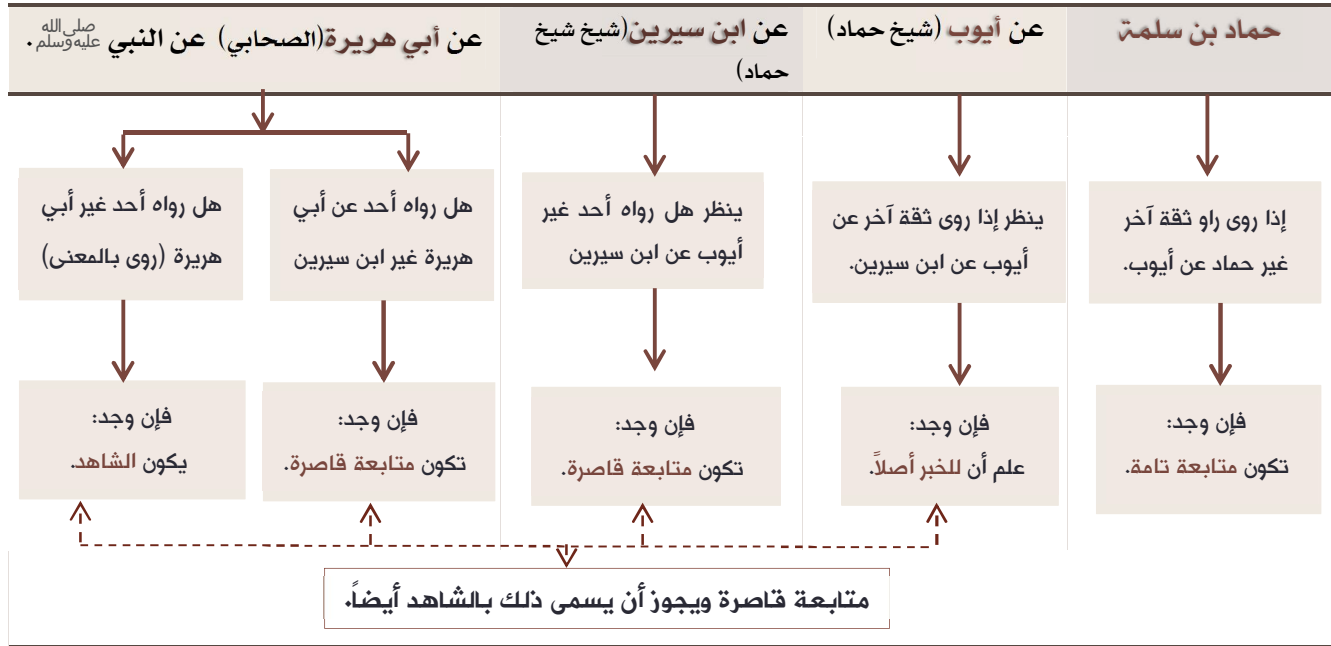 حماد بن سلمة
عن أيوب (شيخ حماد)
عن ابن سيرين(شيخ شيخ
حماد)
عن أبي هريرة(الصحابي) عن النبي صلى الله عليه وسلم.
إذا روى راو ثقة آخر
غير حماد عن أيوب.
ينظر إذا روى ثقة آخر عن
أيوب عن ابن سيرين.
ينظر هل رواه أحد غير
أيوب عن ابن سيرين
هل رواه أحد عن أبي
هريرة غير ابن سيرين
هل رواه أحد غير أبي
هريرة (روى بالمعنى)
فإن وجد:
تكون متابعة تامة.
فإن وجد:
علم أن للخبر أصلاً.
فإن وجد:
تكون متابعة قاصرة.
فإن وجد:
تكون متابعة قاصرة.
فإن وجد:
يكون الشاهد.
متابعة قاصرة ويجوز أن يسمى ذلك بالشاهد أيضاً.